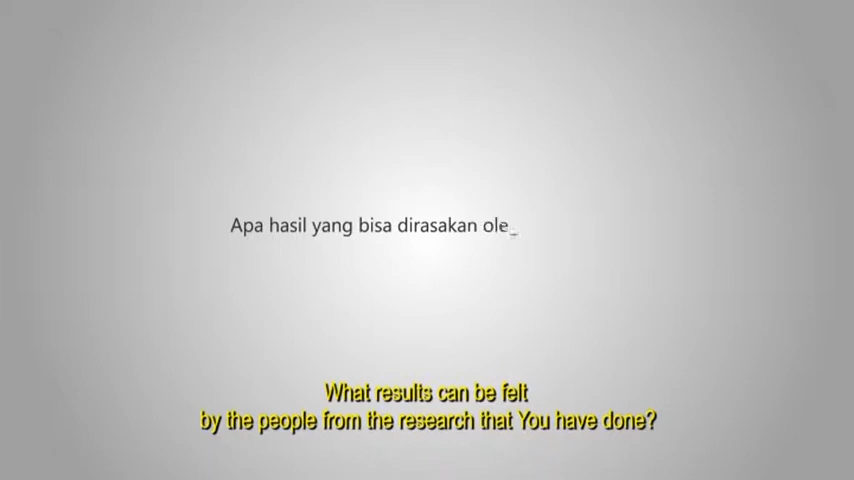 Apa hasil yang bisa dirasakan ole_
What results can be felt
by the people from the research that You have done?